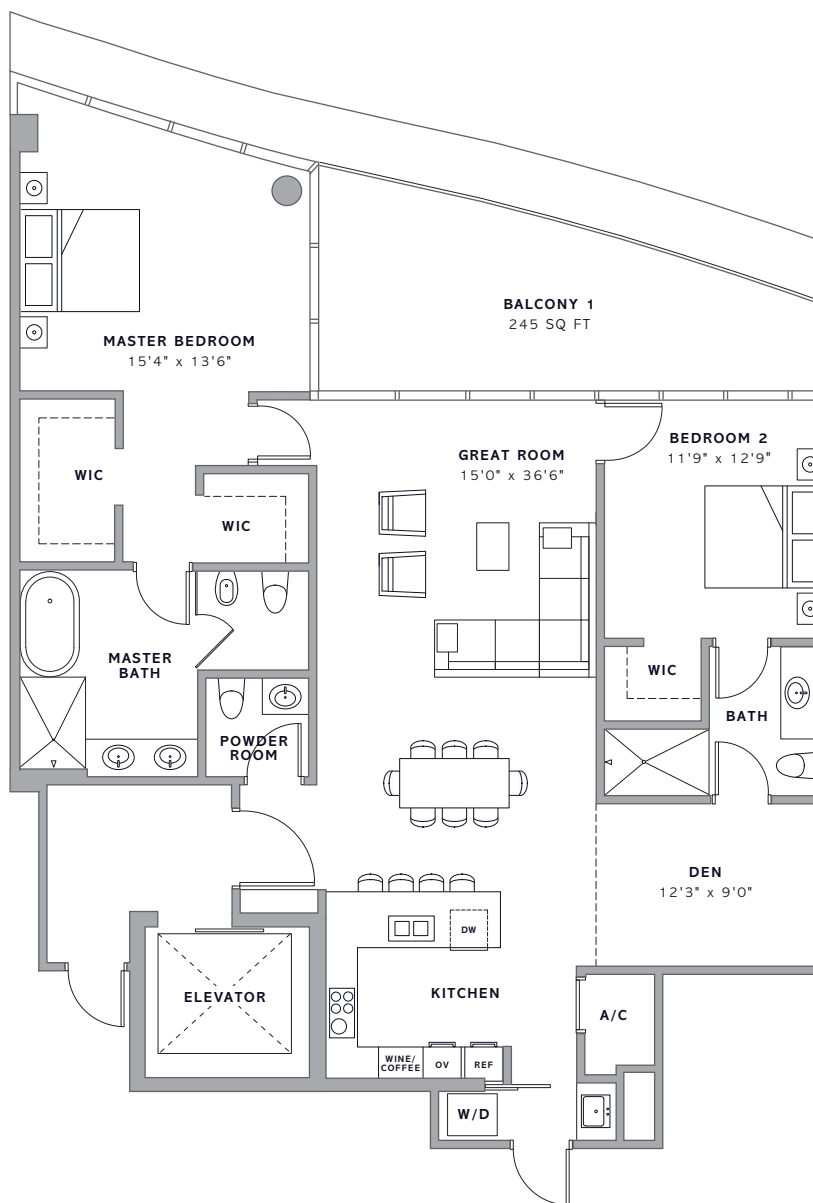 BALCONY 1
245 SQ FT
MASTER BEDROOM
15'4" x 13'6"
BEDROOM 2
11'9" x 12'9"
GREAT ROOM
15'0" x 36'6"
WIC
WIC
MASTER
BATH
WIC
BATH
POWDER
ROOM
DEN
12'3" x 9'0"
DW
KITCHEN
ELEVATOR
A/C
WINE/
COFFEE
OV
REF
W/D